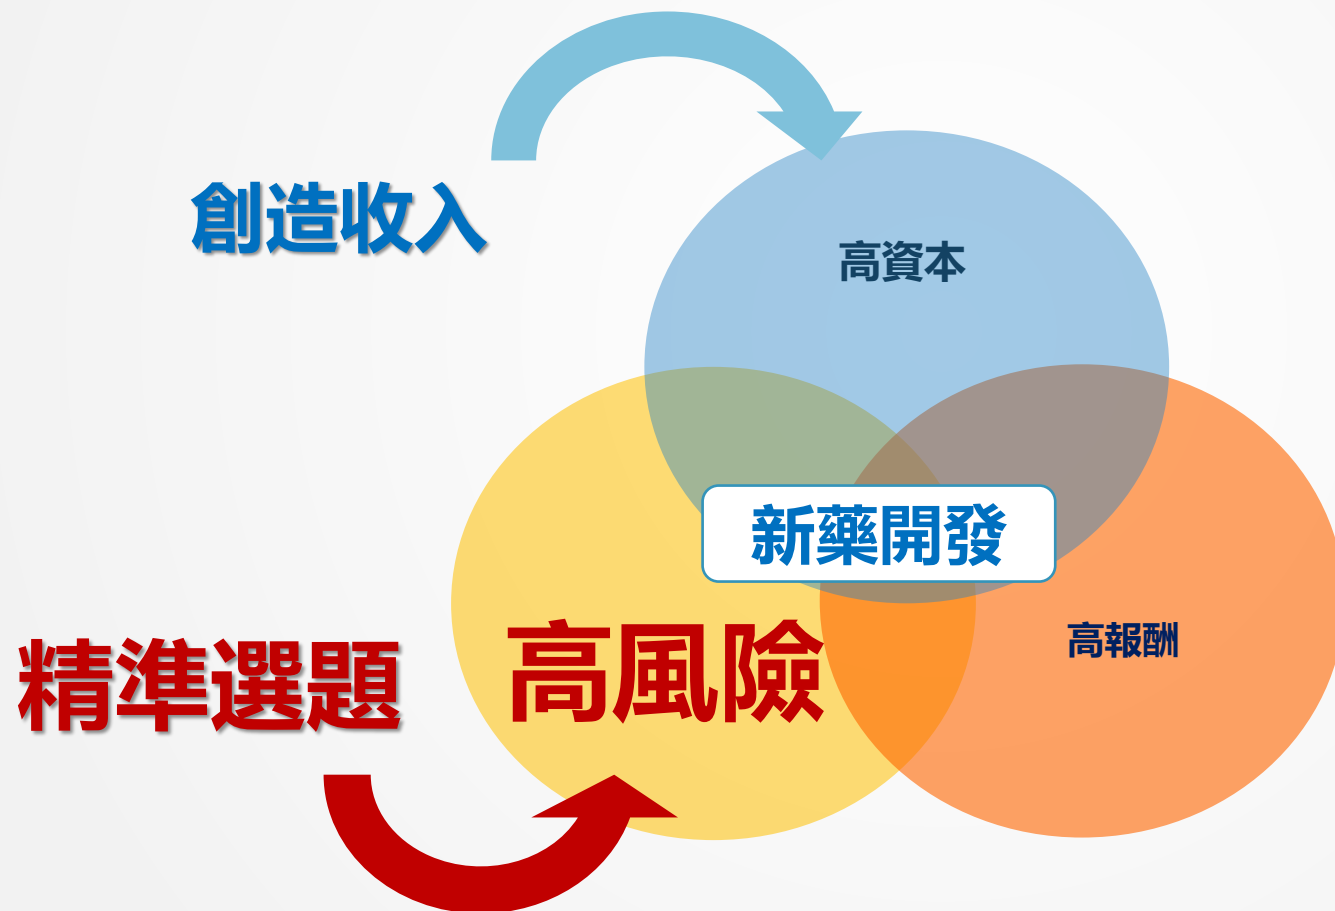 創造收入
高資本
新藥開發
精準選題
高風險
高報酬